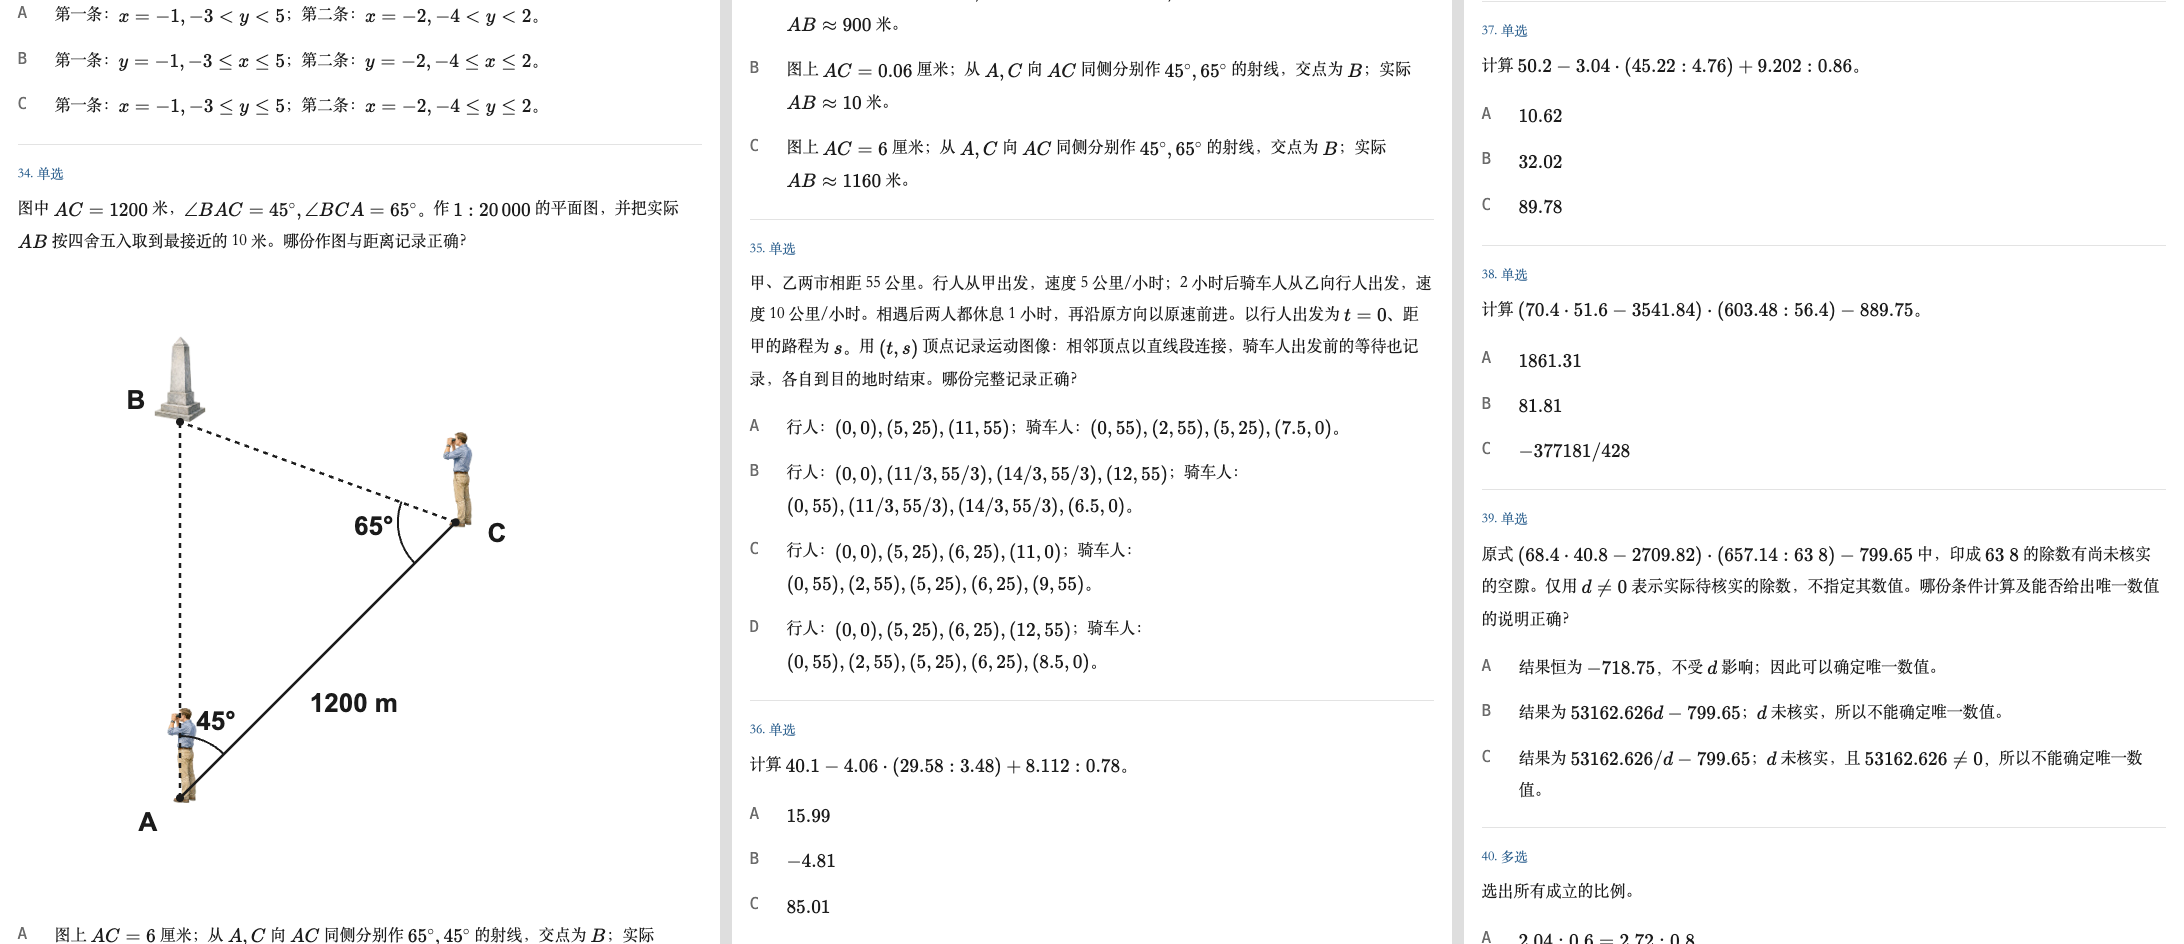 A 第一条：x = −1, −3 < y < 5；第二条：x = −2, −4 < y < 2。
B 第一条：y = −1, −3 ≤ x ≤ 5；第二条：y = −2, −4 ≤ x ≤ 2。
C 第一条：x = −1, −3 ≤ y ≤ 5；第二条：x = −2, −4 ≤ y ≤ 2。
34. 单选
图中 AC = 1200 米，∠BAC = 45°, ∠BCA = 65°。作 1 : 20 000 的平面图，并把实际
AB 按四舍五入取到最接近的 10 米。哪份作图与距离记录正确？
B
65°
C
1200 m
45°
A
A 图上 AC = 6 厘米；从 A, C 向 AC 同侧分别作 65°, 45° 的射线，交点为 B；实际
AB ≈ 900 米。
B 图上 AC = 0.06 厘米；从 A, C 向 AC 同侧分别作 45°, 65° 的射线，交点为 B；实际
AB ≈ 10 米。
C 图上 AC = 6 厘米；从 A, C 向 AC 同侧分别作 45°, 65° 的射线，交点为 B；实际
AB ≈ 1160 米。
35. 单选
甲、乙两市相距 55 公里。行人从甲出发，速度 5 公里/小时；2 小时后骑车人从乙向行人出发，速
度 10 公里/小时。相遇后两人都休息 1 小时，再沿原方向以原速前进。以行人出发为 t = 0、距
甲的路程为 s。用 (t, s) 顶点记录运动图像：相邻顶点以直线段连接，骑车人出发前的等待也记
录，各自到目的地时结束。哪份完整记录正确？
A 行人：(0, 0), (5, 25), (11, 55)；骑车人：(0, 55), (2, 55), (5, 25), (7.5, 0)。
B 行人：(0, 0), (11/3, 55/3), (14/3, 55/3), (12, 55)；骑车人：
(0, 55), (11/3, 55/3), (14/3, 55/3), (6.5, 0)。
C 行人：(0, 0), (5, 25), (6, 25), (11, 0)；骑车人：
(0, 55), (2, 55), (5, 25), (6, 25), (9, 55)。
D 行人：(0, 0), (5, 25), (6, 25), (12, 55)；骑车人：
(0, 55), (2, 55), (5, 25), (6, 25), (8.5, 0)。
36. 单选
计算 40.1 − 4.06 · (29.58 : 3.48) + 8.112 : 0.78。
A 15.99
B −4.81
C 85.01
37. 单选
计算 50.2 − 3.04 · (45.22 : 4.76) + 9.202 : 0.86。
A 10.62
B 32.02
C 89.78
38. 单选
计算 (70.4 · 51.6 − 3541.84) · (603.48 : 56.4) − 889.75。
A 1861.31
B 81.81
C −377181/428
39. 单选
原式 (68.4 · 40.8 − 2709.82) · (657.14 : 63 8) − 799.65 中，印成 63 8 的除数有尚未核实
的空隙。仅用 d ≠ 0 表示实际待核实的除数，不指定其数值。哪份条件计算及能否给出唯一数值
的说明正确？
A 结果恒为 −718.75，不受 d 影响；因此可以确定唯一数值。
B 结果为 53162.626d − 799.65；d 未核实，所以不能确定唯一数值。
C 结果为 53162.626/d − 799.65；d 未核实，且 53162.626 ≠ 0，所以不能确定唯一数
值。
40. 多选
选出所有成立的比例。
A 2.04 : 0.6 = 2.72 : 0.8